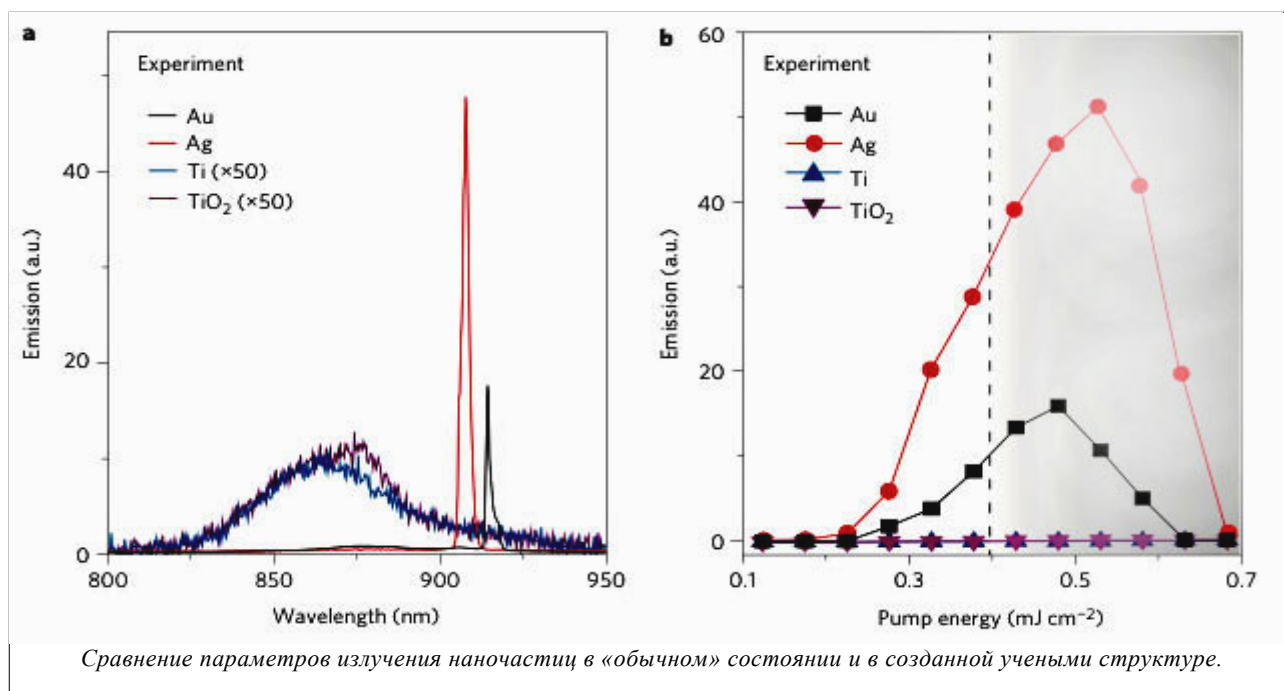 a
Experiment
Au
Ag
Ti (×50)
TiO₂ (×50)
40
20
0
Emission (a.u.)
800
850
900
950
Wavelength (nm)
b
Experiment
Au
Ag
Ti
TiO₂
60
40
20
0
Emission (a.u.)
0.1
0.3
0.5
0.7
Pump energy (mJ cm⁻²)
Сравнение параметров излучения наночастиц в «обычном» состоянии и в созданной учеными структуре.